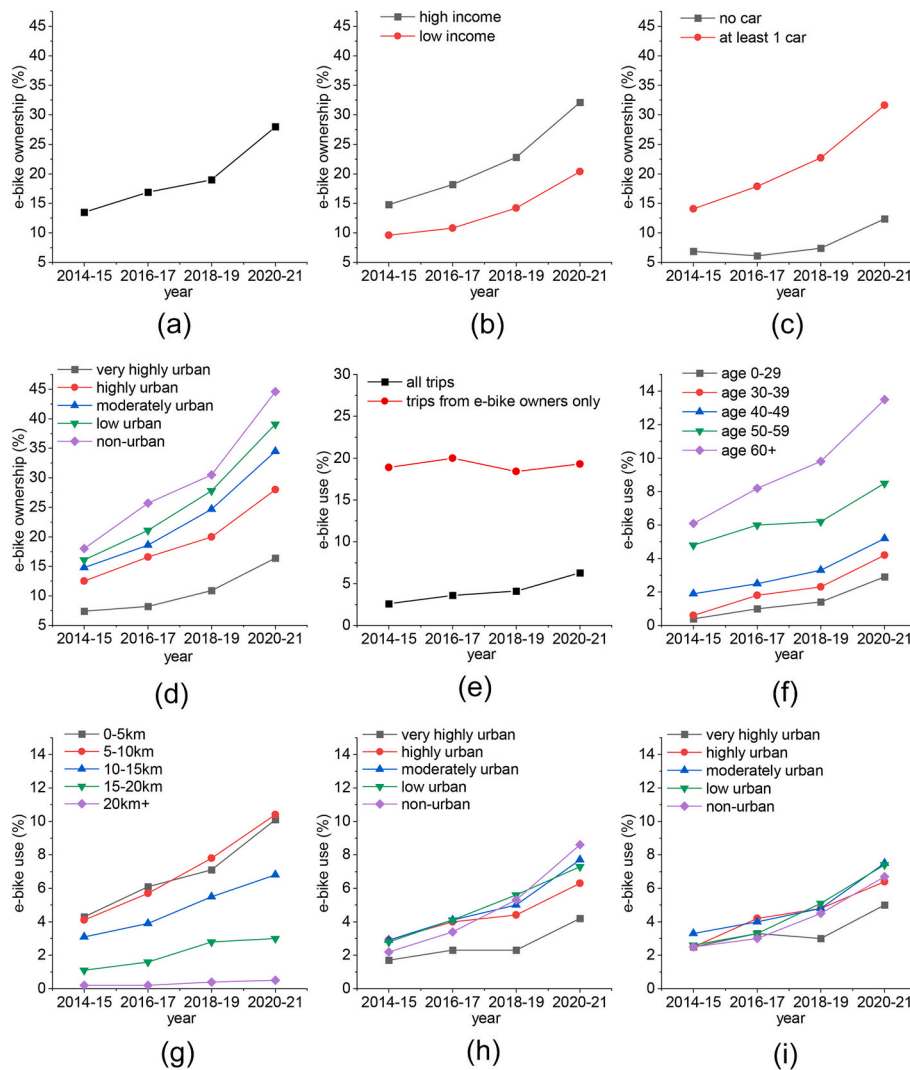 e-bike ownership (%)
45
40
35
30
25
20
15
10
5
2014-15 2016-17 2018-19 2020-21
year
(a)
high income
low income
e-bike ownership (%)
45
40
35
30
25
20
15
10
5
2014-15 2016-17 2018-19 2020-21
year
(b)
no car
at least 1 car
e-bike ownership (%)
45
40
35
30
25
20
15
10
5
2014-15 2016-17 2018-19 2020-21
year
(c)
very highly urban
highly urban
moderately urban
low urban
non-urban
e-bike ownership (%)
45
40
35
30
25
20
15
10
5
2014-15 2016-17 2018-19 2020-21
year
(d)
all trips
trips from e-bike owners only
e-bike use (%)
30
25
20
15
10
5
0
2014-15 2016-17 2018-19 2020-21
year
(e)
age 0-29
age 30-39
age 40-49
age 50-59
age 60+
e-bike use (%)
14
12
10
8
6
4
2
0
2014-15 2016-17 2018-19 2020-21
year
(f)
0-5km
5-10km
10-15km
15-20km
20km+
e-bike use (%)
14
12
10
8
6
4
2
0
2014-15 2016-17 2018-19 2020-21
year
(g)
very highly urban
highly urban
moderately urban
low urban
non-urban
e-bike use (%)
14
12
10
8
6
4
2
0
2014-15 2016-17 2018-19 2020-21
year
(h)
very highly urban
highly urban
moderately urban
low urban
non-urban
e-bike use (%)
14
12
10
8
6
4
2
0
2014-15 2016-17 2018-19 2020-21
year
(i)